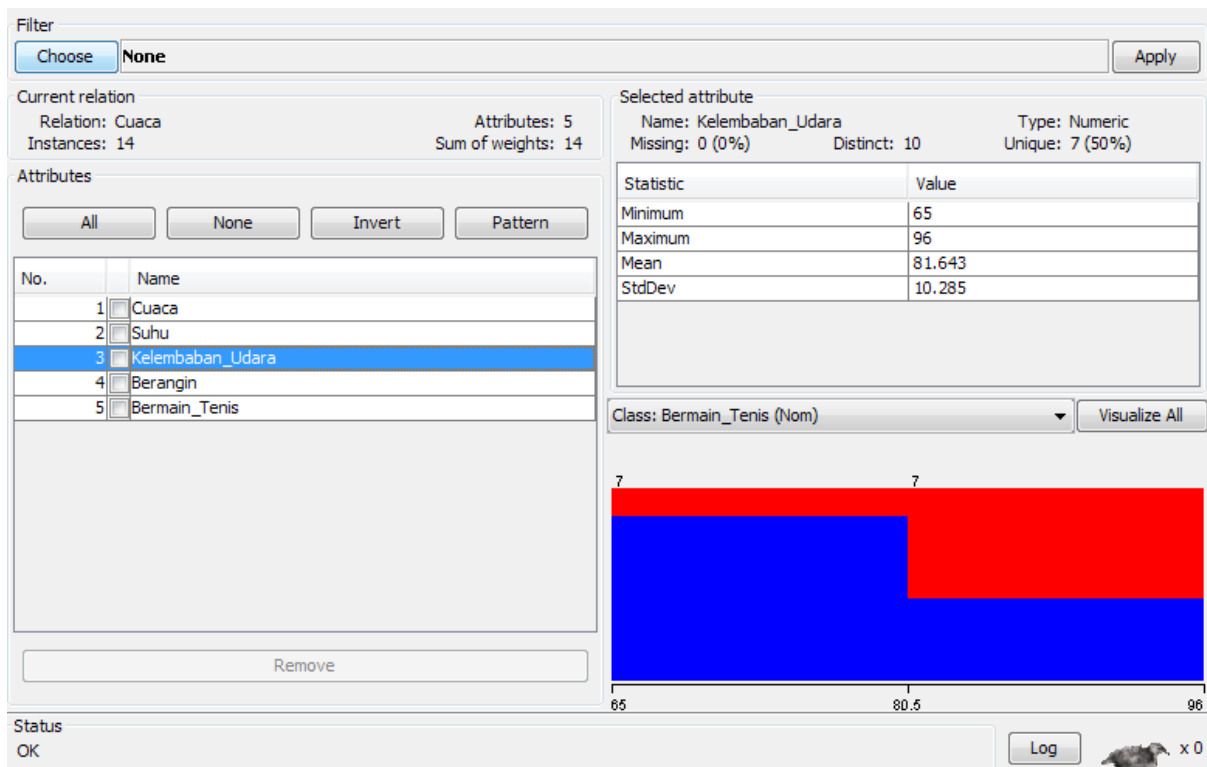 Filter
Choose None Apply
Current relation
Relation: Cuaca Attributes: 5
Instances: 14 Sum of weights: 14
Attributes
All None Invert Pattern
No. Name
1 Cuaca
2 Suhu
3 Kelembaban_Udara
4 Berangin
5 Bermain_Tenis
Remove
Selected attribute
Name: Kelembaban_Udara Type: Numeric
Missing: 0 (0%) Distinct: 10 Unique: 7 (50%)
Statistic Value
Minimum 65
Maximum 96
Mean 81.643
StdDev 10.285
Class: Bermain_Tenis (Nom) Visualize All
7 7
65 80.5 96
Status
OK Log x 0